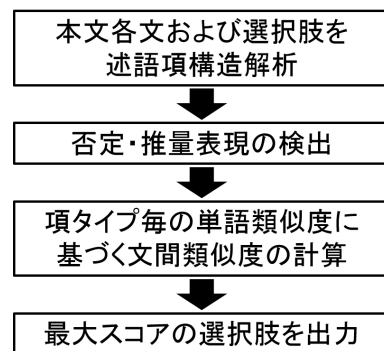 本文各文および選択肢を
述語項構造解析
否定・推量表現の検出
項タイプ毎の単語類似度に
基づく文間類似度の計算
最大スコアの選択肢を出力